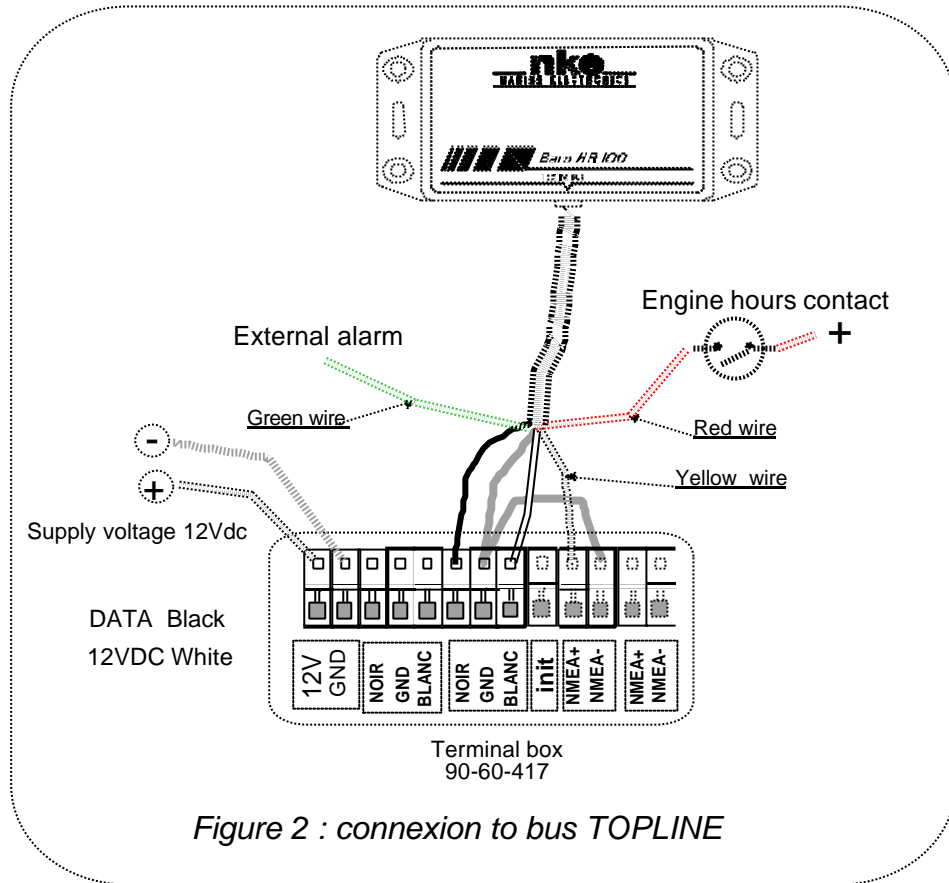 nke
MARINE ELECTRONICS
Baro HR 100
External alarm
Engine hours contact
+
Green wire
Red wire
Yellow wire
-
+
Supply voltage 12Vdc
DATA Black
12VDC White
12V
GND
NOIR
GND
BLANC
NOIR
GND
BLANC
init
NMEA+
NMEA-
NMEA+
NMEA-
Terminal box
90-60-417
Figure 2 : connexion to bus TOPLINE